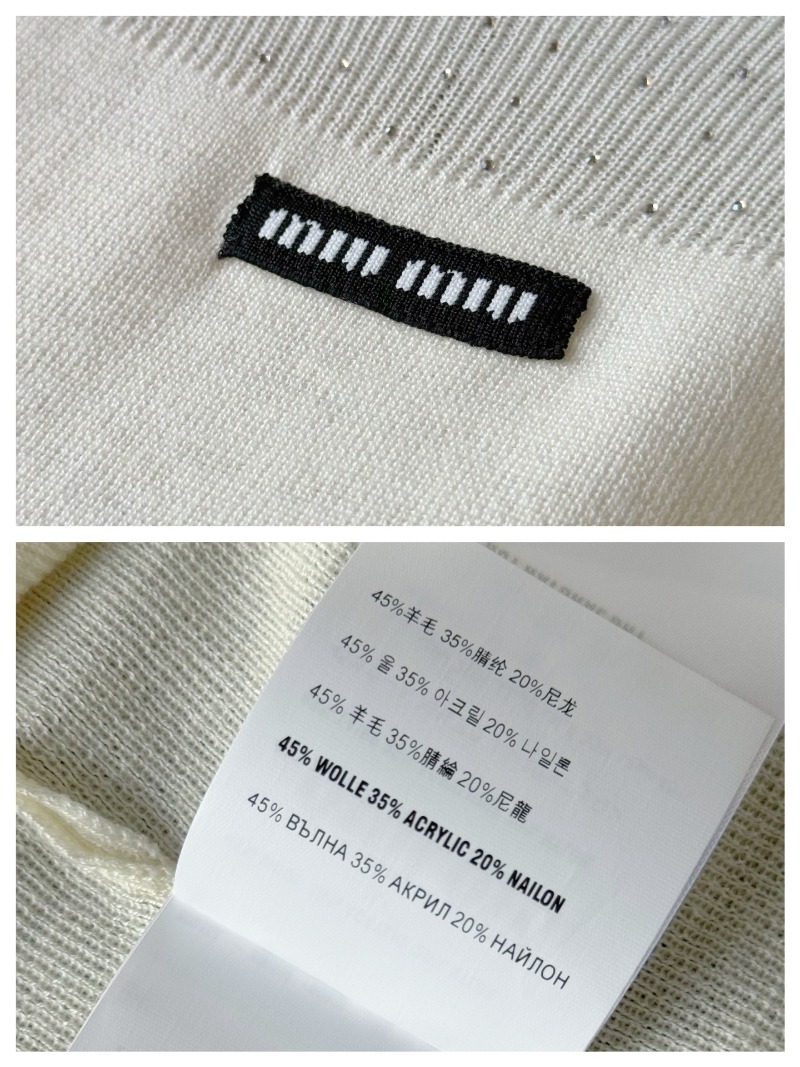 miu miu
45%羊毛 35%腈纶 20%尼龙
45% 울 35% 아크릴 20% 나일론
45% 羊毛 35%腈綸 20%尼龍
45% WOLLE 35% ACRYLIC 20% NAILON
45% ВЪЛНА 35% АКРИЛ 20% НАЙЛОН